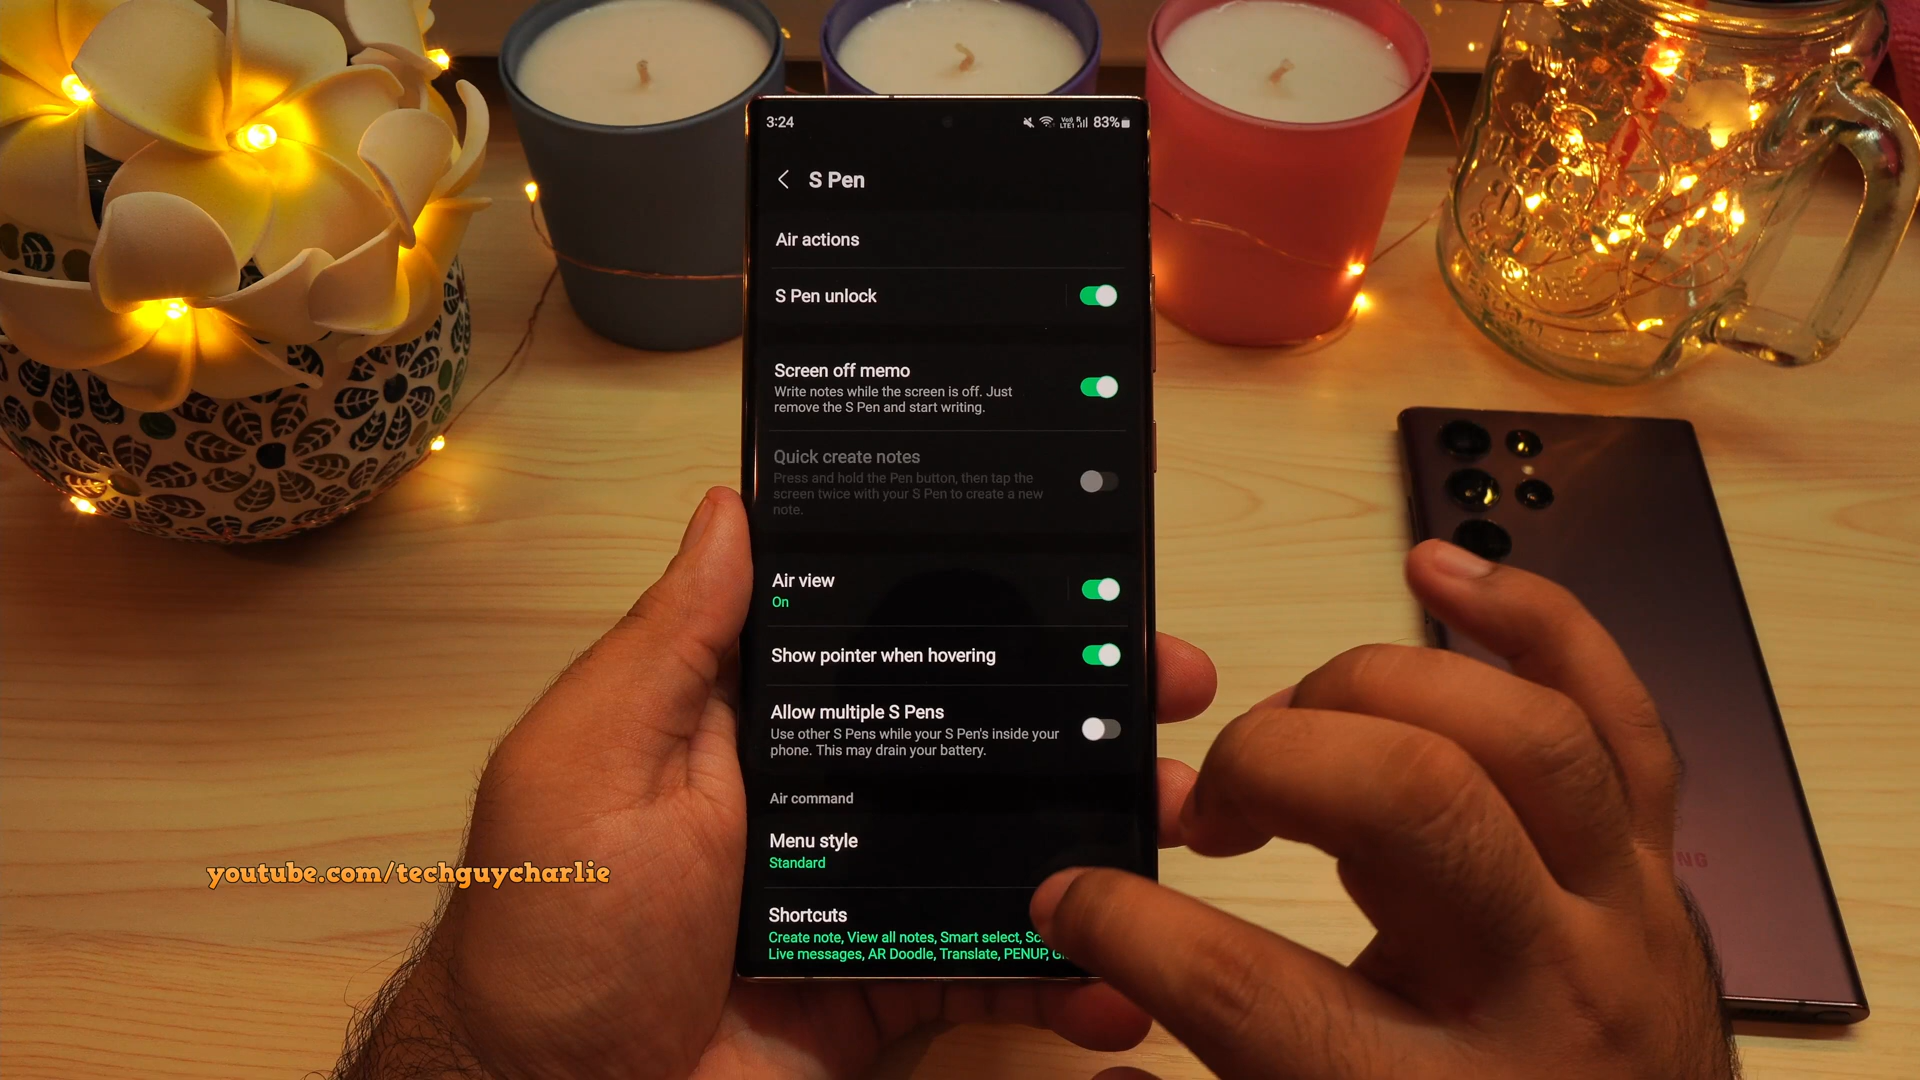 3:24
83%
S Pen
Air actions
S Pen unlock
Screen off memo
Write notes while the screen is off. Just
remove the S Pen and start writing.
Quick create notes
Press and hold the Pen button, then tap the
screen twice with your S Pen to create a new
note.
Air view
On
Show pointer when hovering
Allow multiple S Pens
Use other S Pens while your S Pen's inside your
phone. This may drain your battery.
Air command
Menu style
Standard
Shortcuts
Create note, View all notes, Smart select,
Live messages, AR Doodle, Translate, PENUP,
youtube.com/techguycharlie